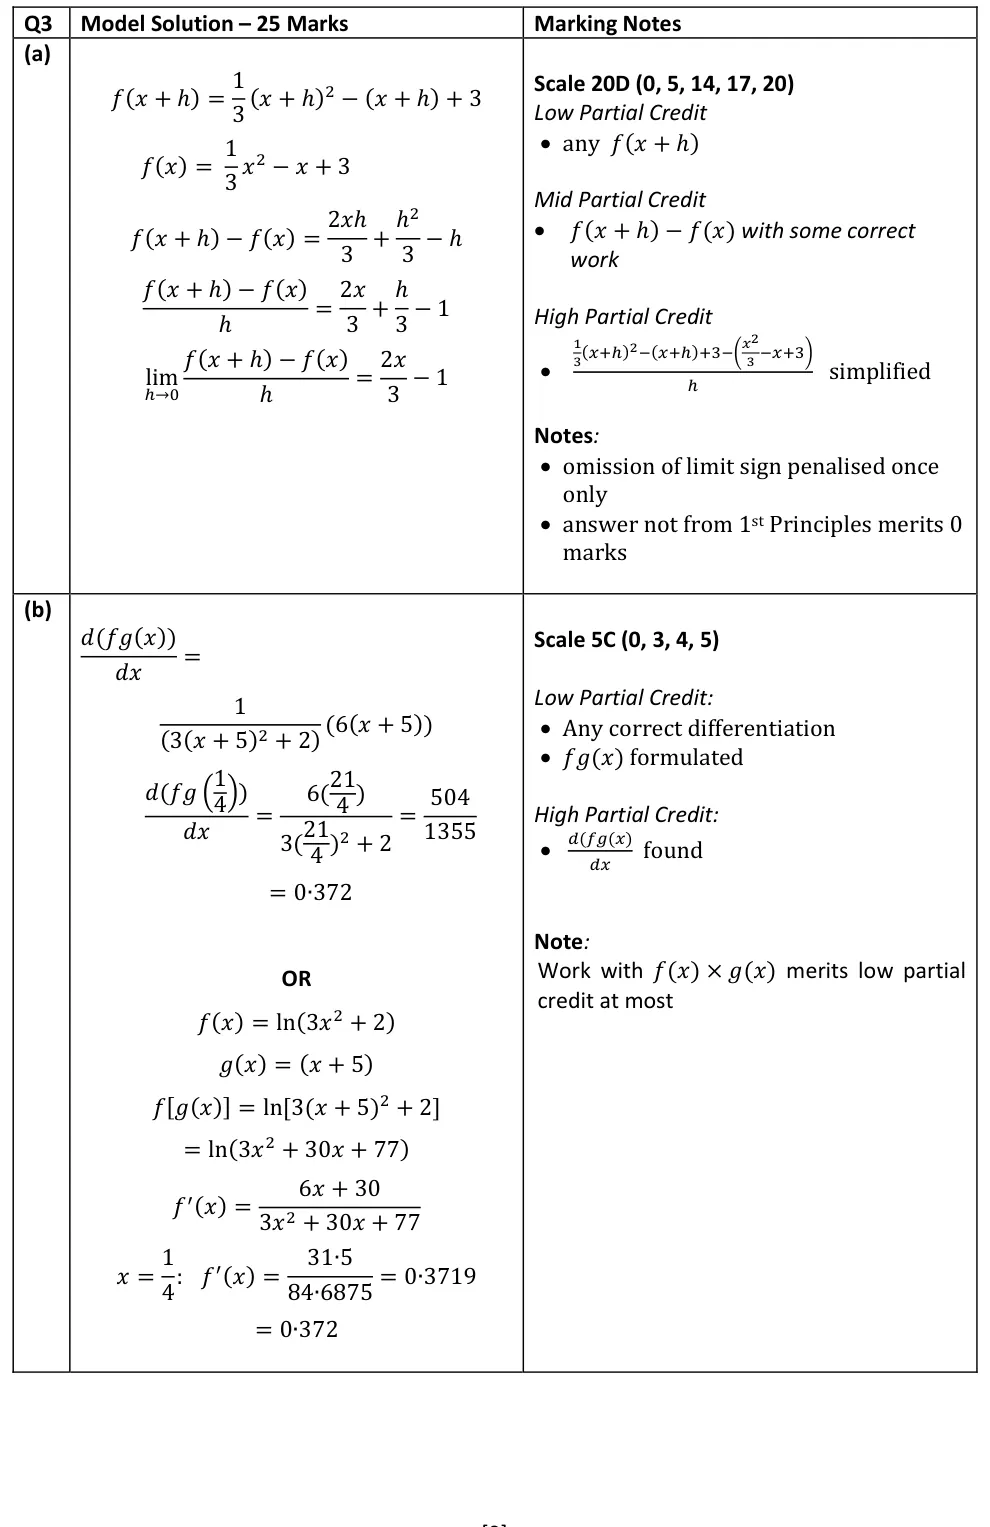 Q3 Model Solution – 25 Marks Marking Notes
(a)
f(x + h) = 1/3 (x + h)² − (x + h) + 3
f(x) = 1/3 x² − x + 3
f(x + h) − f(x) = 2xh/3 + h²/3 − h
(f(x + h) − f(x))/h = 2x/3 + h/3 − 1
lim h→0 (f(x + h) − f(x))/h = 2x/3 − 1
Scale 20D (0, 5, 14, 17, 20)
Low Partial Credit
• any f(x + h)
Mid Partial Credit
• f(x + h) − f(x) with some correct
work
High Partial Credit
• (1/3(x+h)²−(x+h)+3−(x²/3−x+3))/h simplified
Notes:
• omission of limit sign penalised once
only
• answer not from 1st Principles merits 0
marks
(b)
d(fg(x))/dx =
1/(3(x + 5)² + 2) (6(x + 5))
d(fg(1/4))/dx = 6(21/4)/(3(21/4)² + 2) = 504/1355
= 0·372
OR
f(x) = ln(3x² + 2)
g(x) = (x + 5)
f[g(x)] = ln[3(x + 5)² + 2]
= ln(3x² + 30x + 77)
f′(x) = (6x + 30)/(3x² + 30x + 77)
x = 1/4: f′(x) = 31·5/84·6875 = 0·3719
= 0·372
Scale 5C (0, 3, 4, 5)
Low Partial Credit:
• Any correct differentiation
• fg(x) formulated
High Partial Credit:
• d(fg(x)/dx found
Note:
Work with f(x) × g(x) merits low partial
credit at most